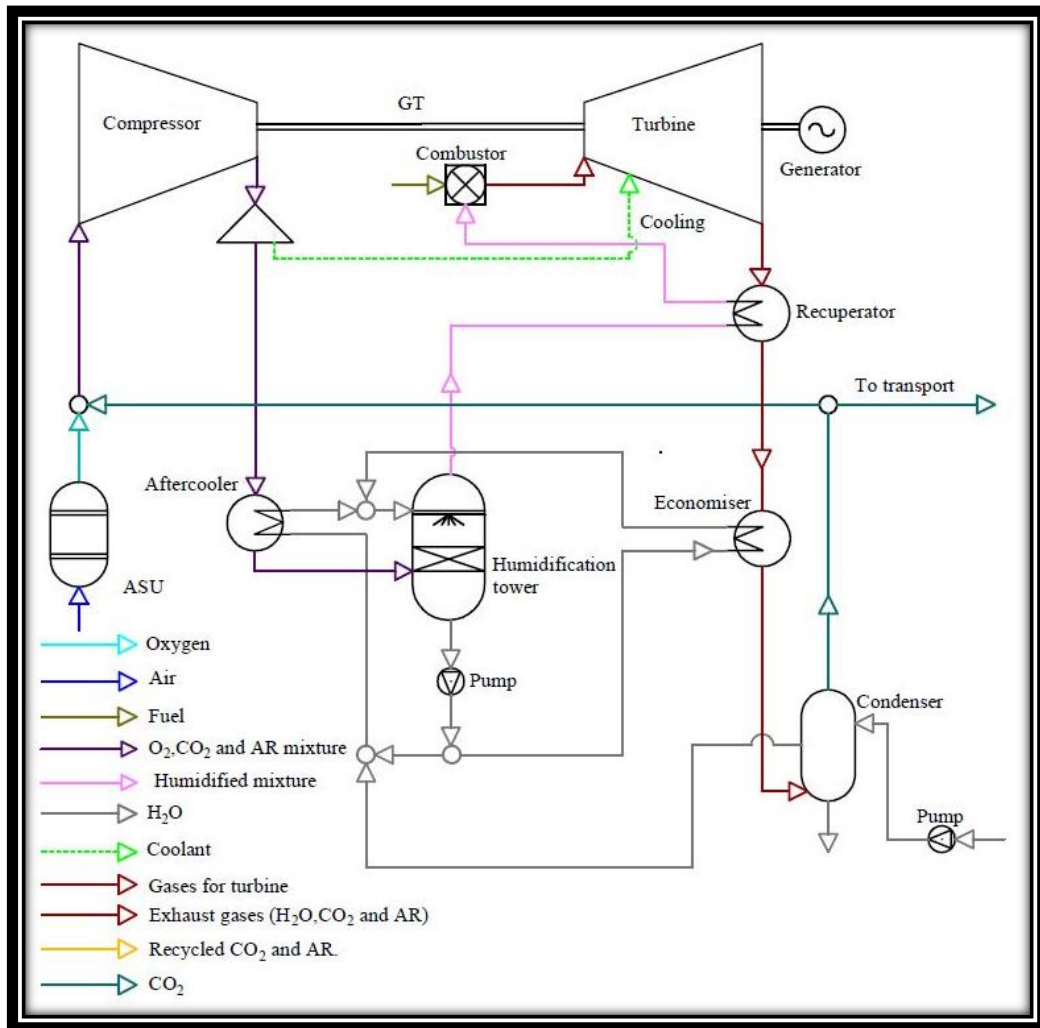 GT
Compressor
Turbine
Combustor
Generator
Cooling
Recuperator
To transport
Aftercooler
Economiser
Humidification
tower
ASU
Oxygen
Air
Pump
Condenser
Fuel
O₂,CO₂ and AR mixture
Humidified mixture
H₂O
Pump
Coolant
Gases for turbine
Exhaust gases (H₂O,CO₂ and AR)
Recycled CO₂ and AR.
CO₂